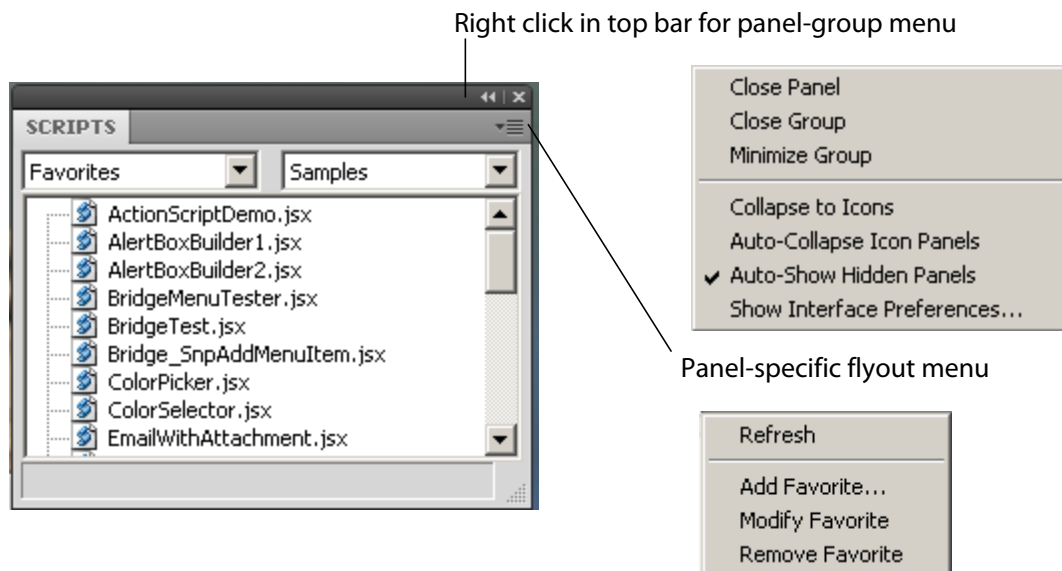 Right click in top bar for panel-group menu
SCRIPTS
Favorites
Samples
ActionScriptDemo.jsx
AlertBoxBuilder1.jsx
AlertBoxBuilder2.jsx
BridgeMenuTester.jsx
BridgeTest.jsx
Bridge_SnpAddMenuItem.jsx
ColorPicker.jsx
ColorSelector.jsx
EmailWithAttachment.jsx
Close Panel
Close Group
Minimize Group
Collapse to Icons
Auto-Collapse Icon Panels
Auto-Show Hidden Panels
Show Interface Preferences...
Panel-specific flyout menu
Refresh
Add Favorite...
Modify Favorite
Remove Favorite